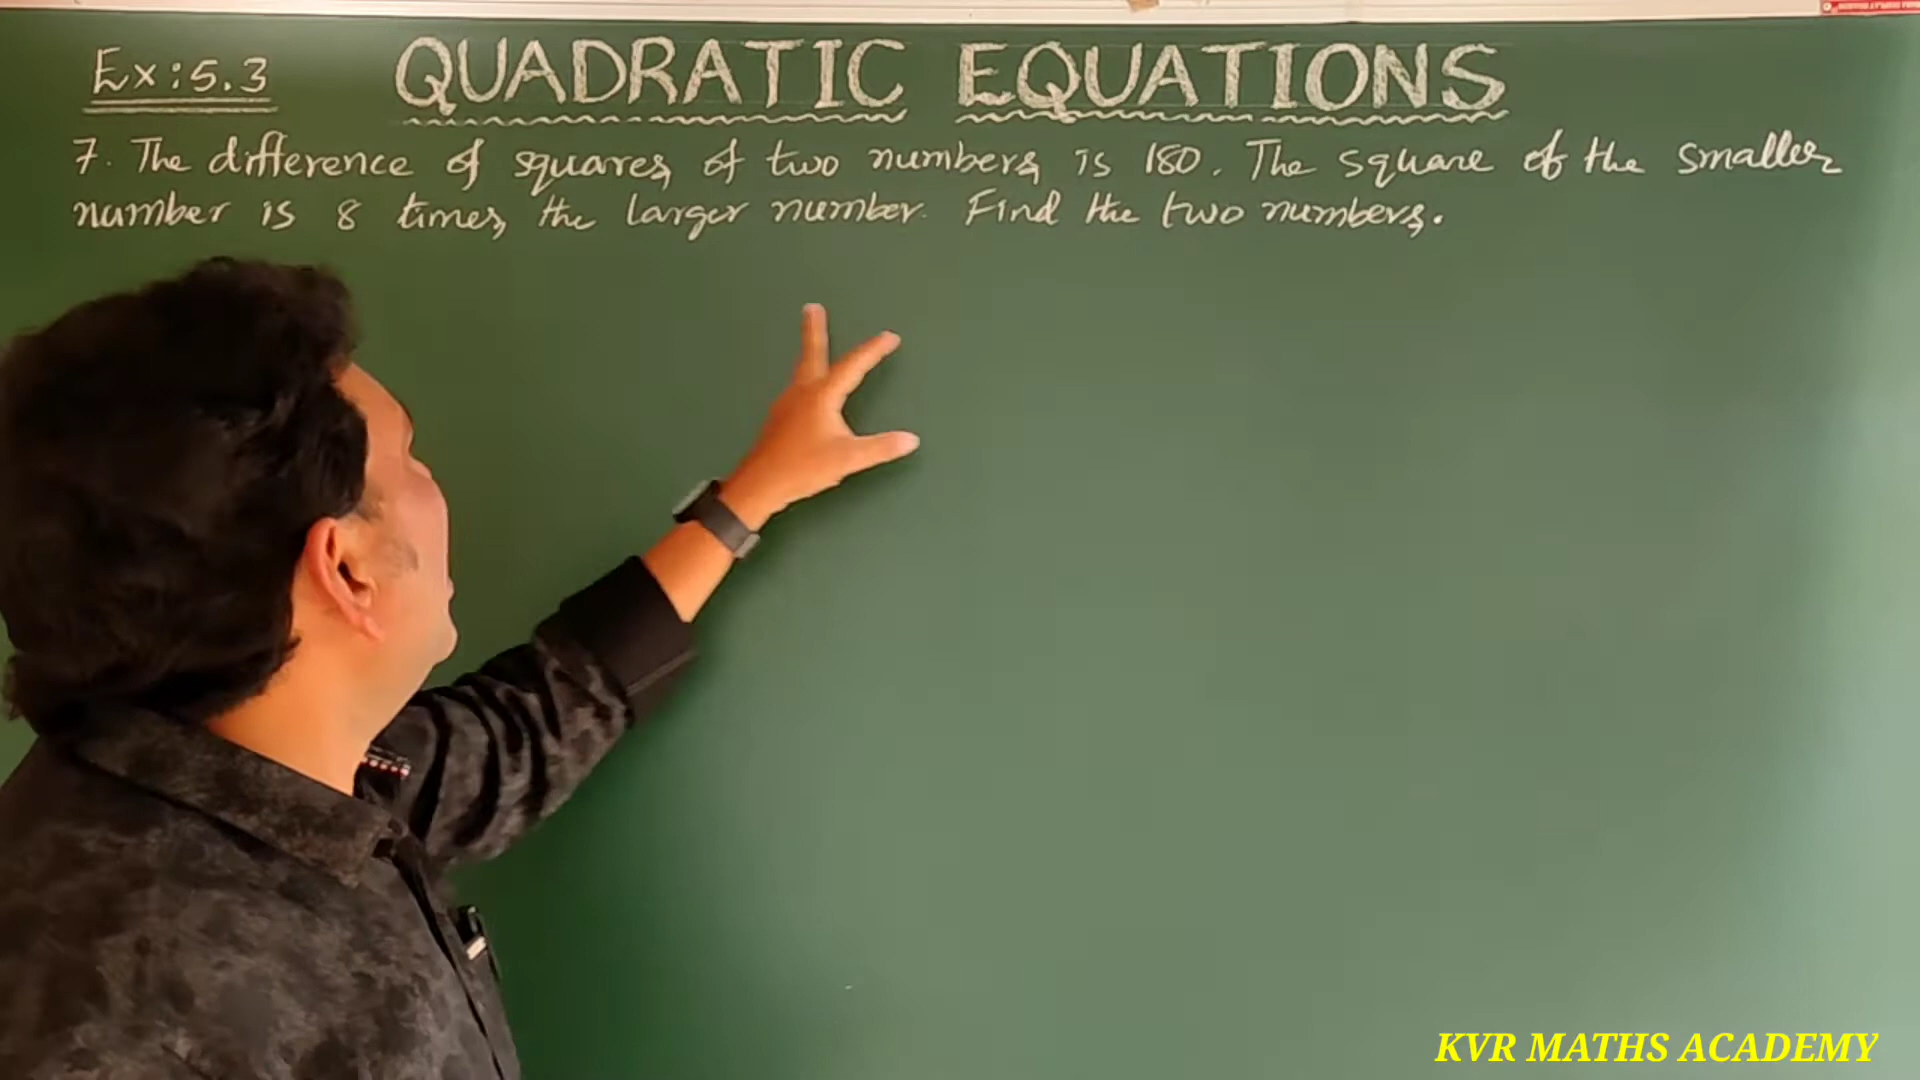 Ex: 5.3 QUADRATIC EQUATIONS
7. The difference of squares of two numbers is 180. The square of the smaller
number is 8 times the larger number. Find the two numbers.
KVR MATHS ACADEMY